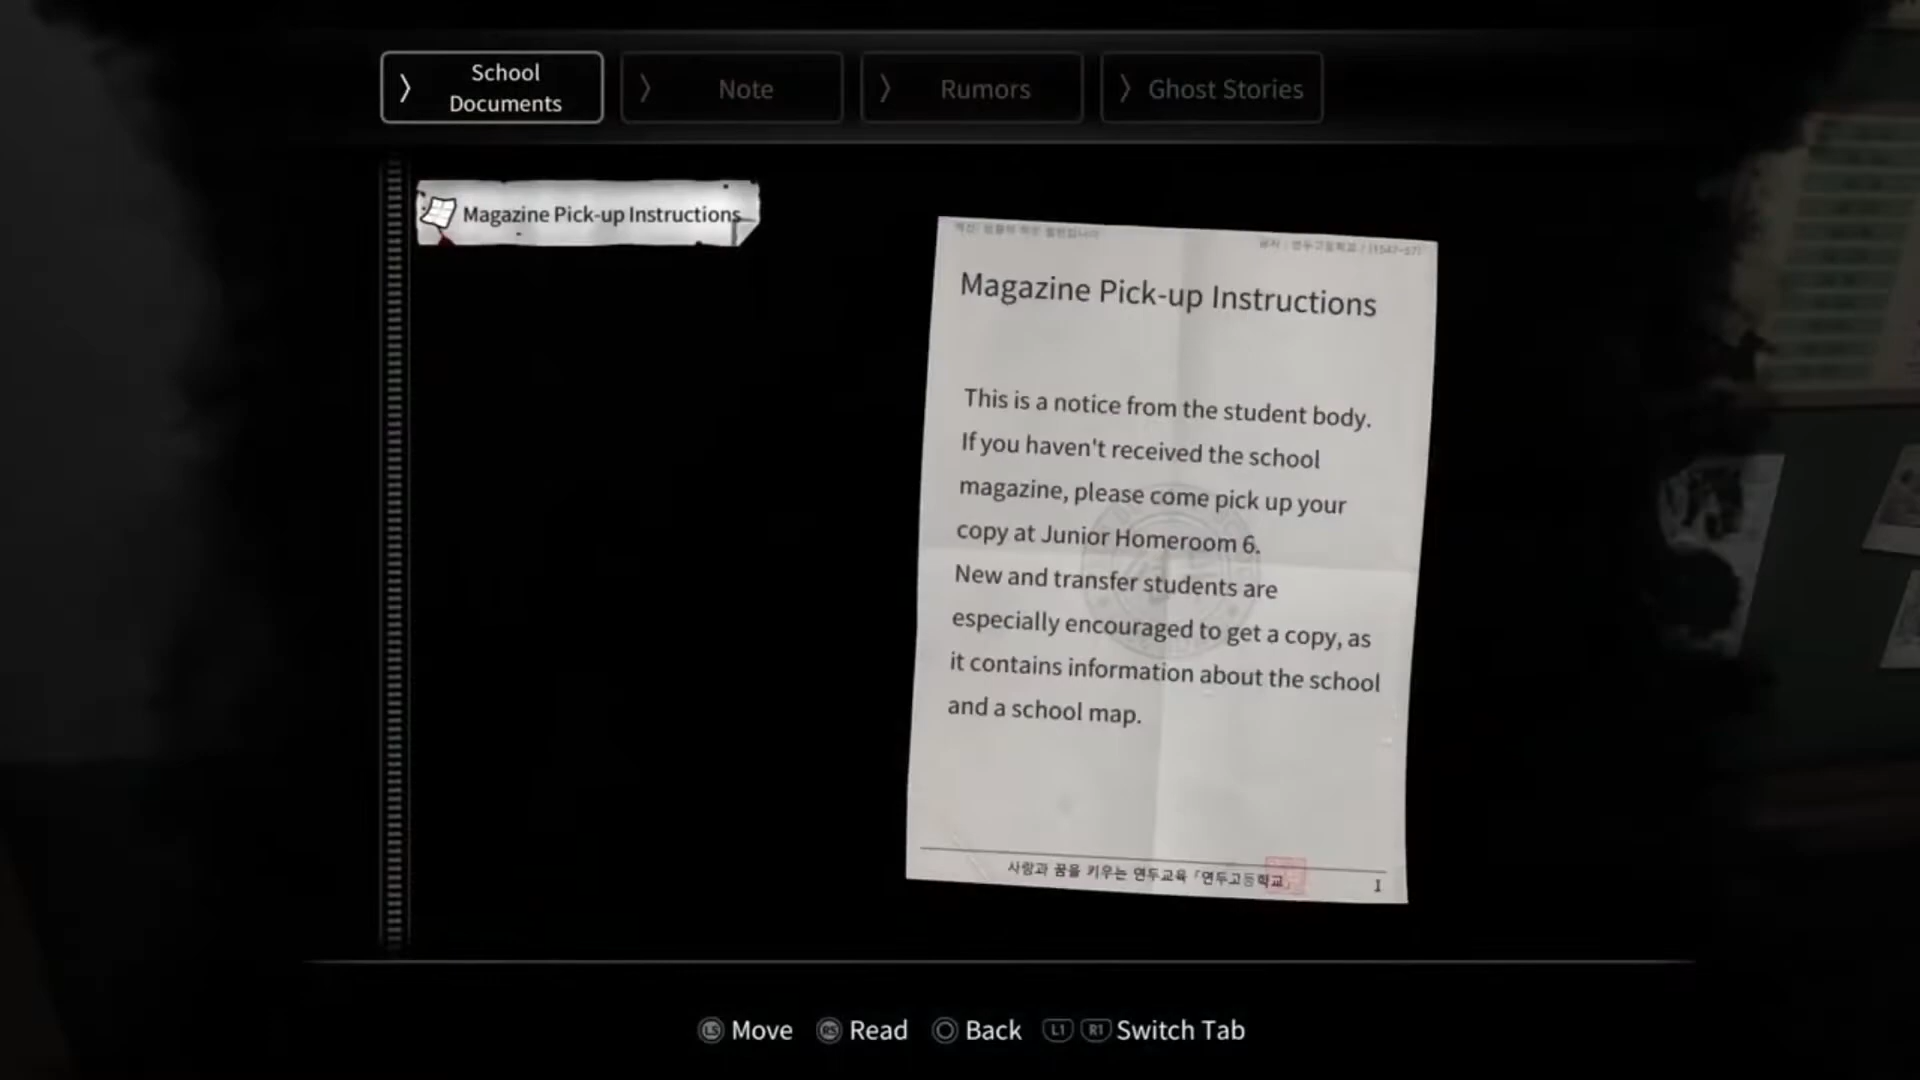 School
Documents
Note
Rumors
Ghost Stories
Magazine Pick-up Instructions
Magazine Pick-up Instructions
This is a notice from the student body.
If you haven't received the school
magazine, please come pick up your
copy at Junior Homeroom 6.
New and transfer students are
especially encouraged to get a copy, as
it contains information about the school
and a school map.
사랑과 꿈을 키우는 연두교육 「연두고등학교」
1
LS Move RS Read Back L1 R1 Switch Tab